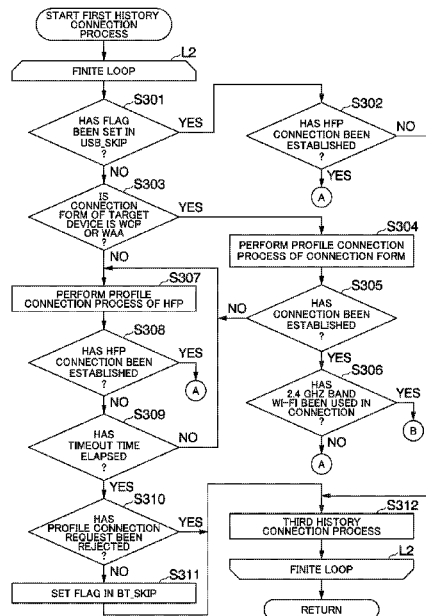 START FIRST HISTORY
CONNECTION
PROCESS
L2
FINITE LOOP
S301
HAS FLAG
BEEN SET IN
USB_SKIP
?
YES
NO
S302
HAS HFP
CONNECTION BEEN
ESTABLISHED
?
NO
YES
A
S303
IS
CONNECTION
FORM OF TARGET
DEVICE IS WCP
OR WAA
?
YES
NO
S304
PERFORM PROFILE CONNECTION
PROCESS OF CONNECTION FORM
S305
HAS
CONNECTION BEEN
ESTABLISHED
?
NO
YES
S306
HAS
2.4 GHZ BAND
WI-FI BEEN USED IN
CONNECTION
?
YES
B
NO
A
S307
PERFORM PROFILE
CONNECTION PROCESS OF HFP
S308
HAS HFP
CONNECTION BEEN
ESTABLISHED
?
YES
A
NO
S309
HAS
TIMEOUT TIME
ELAPSED
?
NO
YES
S310
HAS
PROFILE CONNECTION
REQUEST BEEN
REJECTED
?
YES
NO
S311
SET FLAG IN BT_SKIP
S312
THIRD HISTORY
CONNECTION PROCESS
L2
FINITE LOOP
RETURN